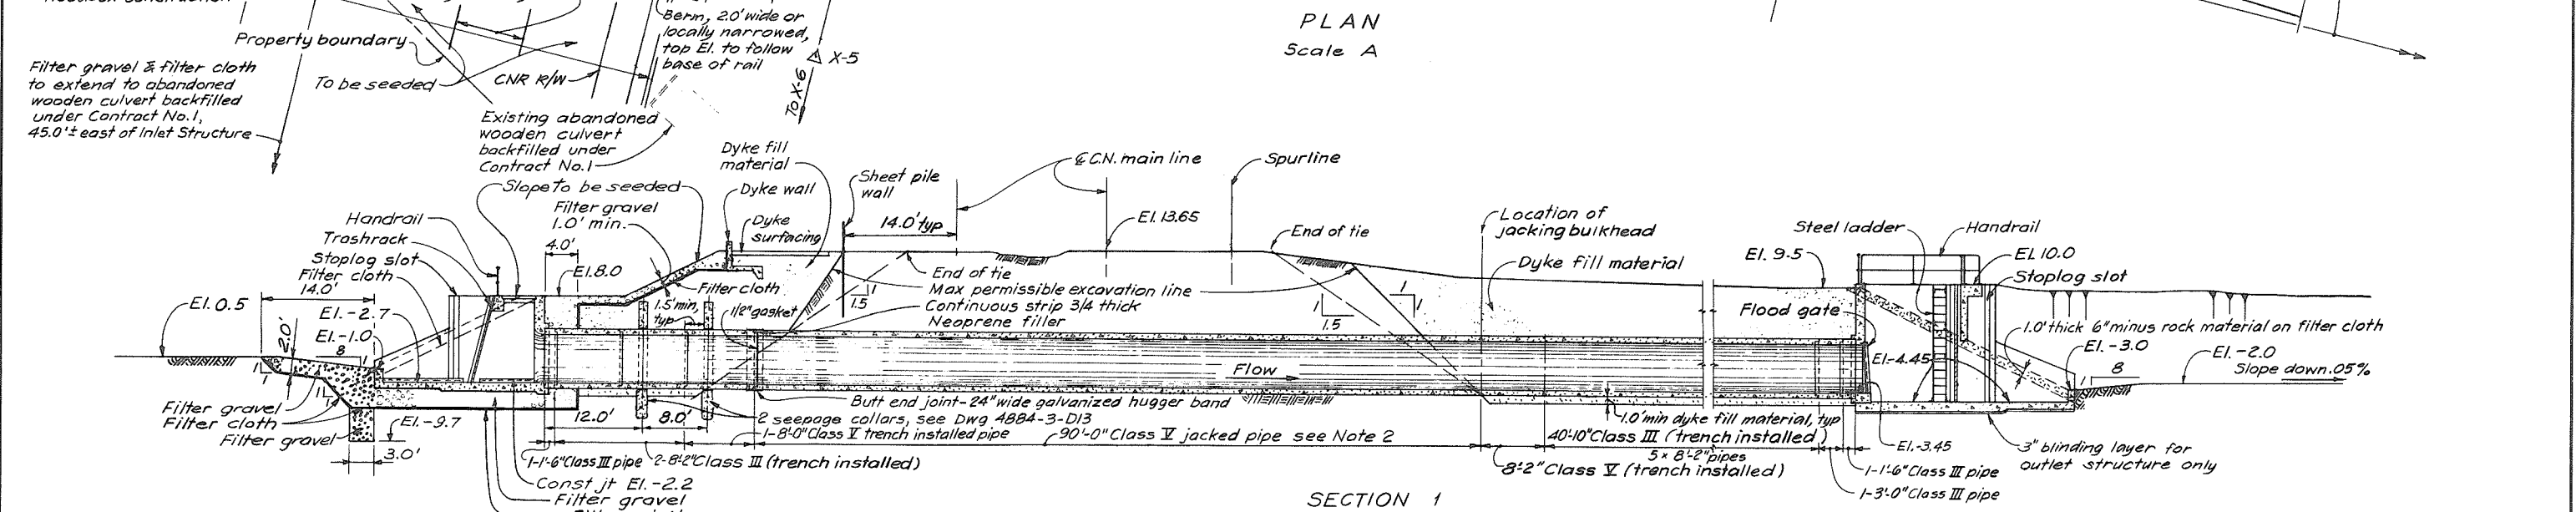 Property boundary
To be seeded
CNR R/W
Filter gravel & filter cloth
to extend to abandoned
wooden culvert backfilled
under Contract No.1,
45.0'± east of Inlet Structure
Berm, 2.0' wide or
locally narrowed,
top El. to follow
base of rail
X-5
To X-6
PLAN
Scale A
Existing abandoned
wooden culvert
backfilled under
Contract No.1
Slope to be seeded
Filter gravel
1.0' min.
4.0'
Dyke fill
material
Dyke wall
Dyke
surfacing
Sheet pile
wall
14.0' typ
℄ C.N. main line
Spurline
El. 13.65
End of tie
Location of
jacking bulkhead
Dyke fill material
Steel ladder
Handrail
El. 9.5
El. 10.0
Stoplog slot
Flood gate
1.0' thick 6" minus rock material on filter cloth
El. -3.0
El. -2.0
Slope down .05%
8
1
El. -4.45
El. -3.45
3" blinding layer for
outlet structure only
Handrail
Trashrack
Stoplog slot
Filter cloth
14.0'
El. 0.5
El. -2.7
El. -1.0
2.0'
8
1
1
1
1
1
El. 8.0
Filter cloth
1.5' min,
typ
1/2" gasket
End of tie
Max permissible excavation line
Continuous strip 3/4 thick
Neoprene filler
1
1.5
1
1.5
1
1
Flow
Butt end joint-24" wide galvanized hugger band
2 seepage collars, see Dwg 4884-3-D13
12.0'
8.0'
1-8'-0" Class V trench installed pipe
90'-0" Class V jacked pipe see Note 2
1.0' min dyke fill material, typ
40'-10" Class III (trench installed)
5 x 8'-2" pipes
8'-2" Class V (trench installed)
1-1'-6" Class III pipe
1-3'-0" Class III pipe
Filter gravel
Filter cloth
Filter gravel
El. -9.7
3.0'
1-1'-6" Class III pipe
2-8'-2" Class III (trench installed)
Const jt El. -2.2
Filter gravel
SECTION 1